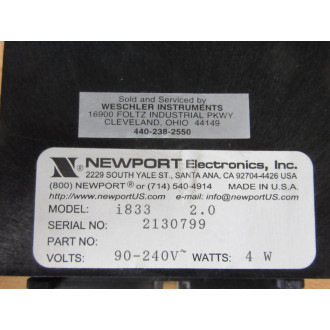 Sold and Serviced by
WESCHLER INSTRUMENTS
16900 FOLTZ INDUSTRIAL PKWY
CLEVELAND, OHIO 44149
440-238-2550
N NEWPORT Electronics, Inc.
2229 SOUTH YALE ST., SANTA ANA, CA 92704-4426 USA
(800) NEWPORT® or (714) 540-4914 MADE IN U.S.A.
http://www.newportUS.com e-mail: info@newportUS.com
MODEL: i833 2.0
SERIAL NO: 2130799
PART NO:
VOLTS: 90-240V~ WATTS: 4 W